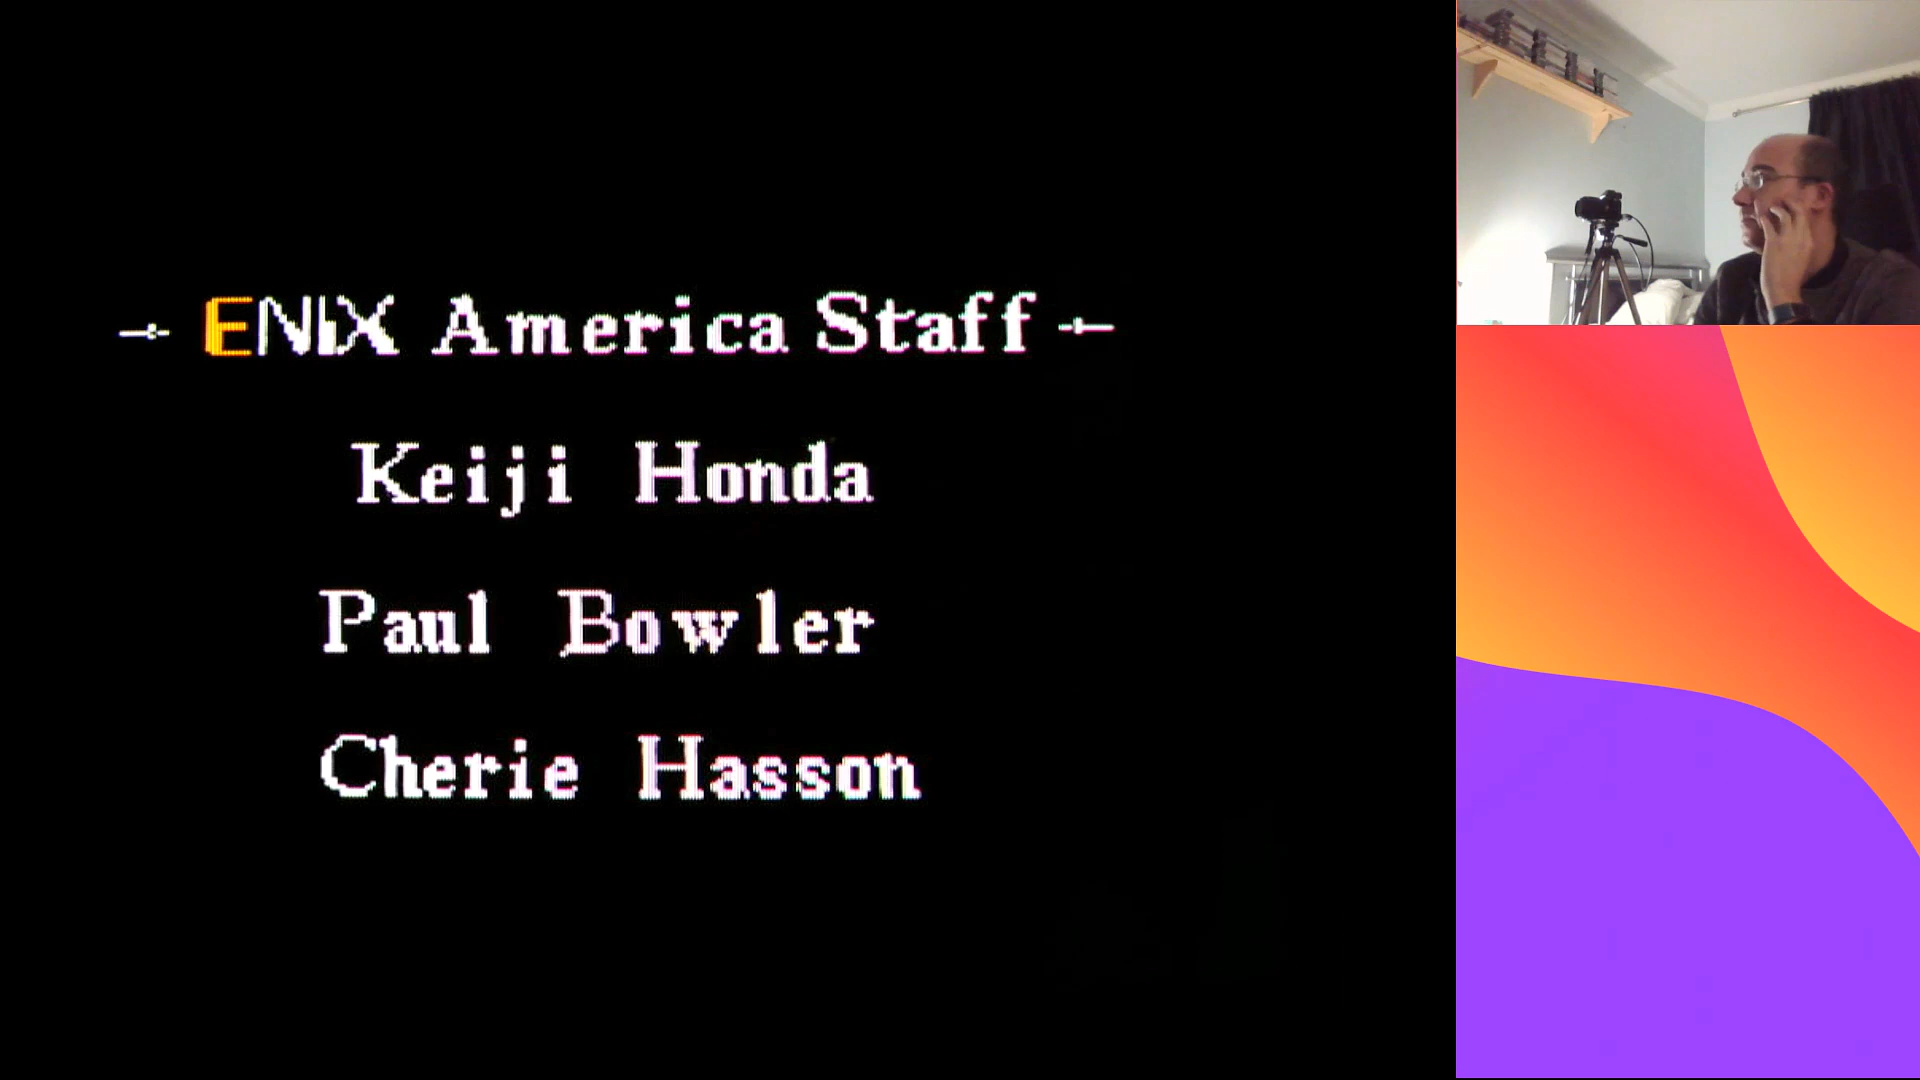 ENIX America Staff
Keiji Honda
Paul Bowler
Cherie Hasson